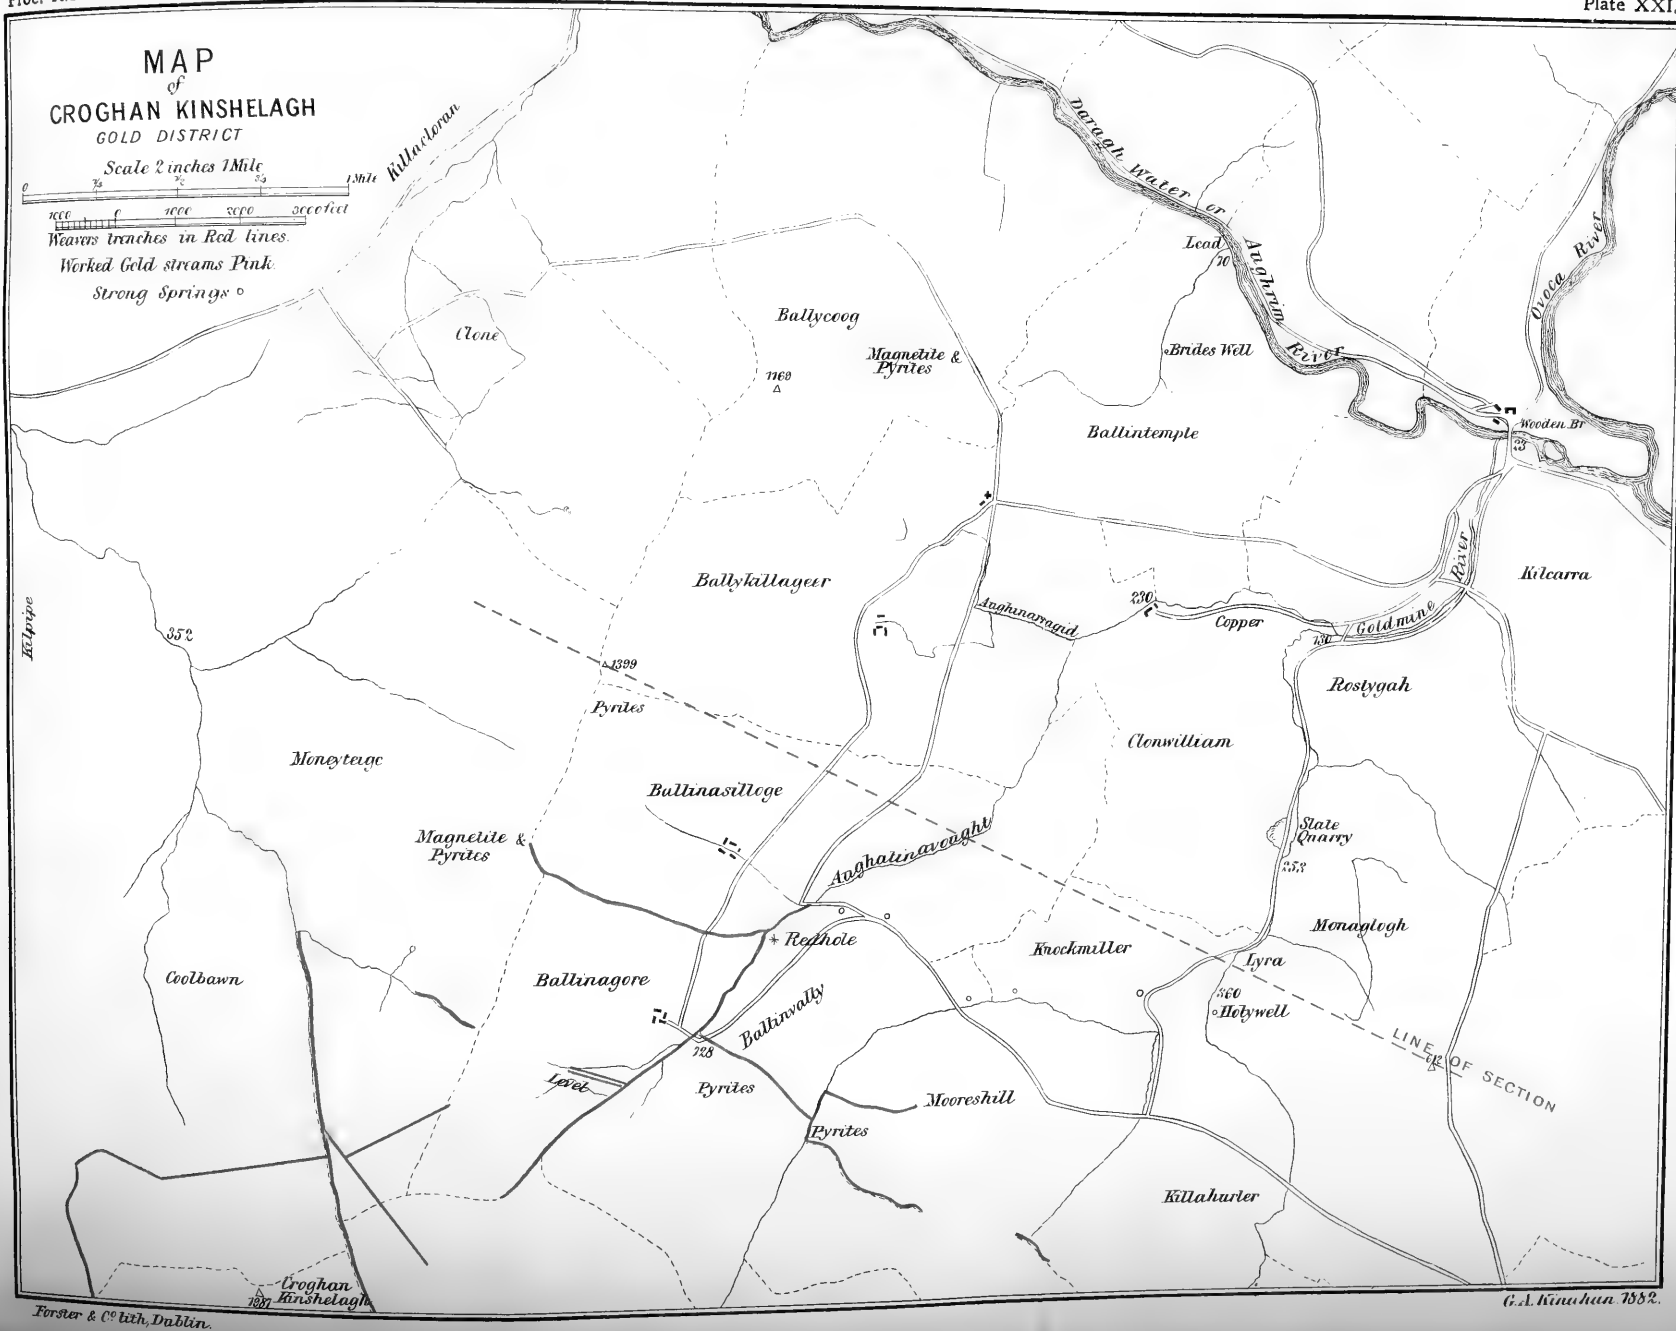 Plate XXI.
MAP
of
CROGHAN KINSHELAGH
GOLD DISTRICT
Scale 2 inches 1 Mile
0 1/4 1/2 3/4 1 Mile
1000 0 1000 2000 3000 feet
Weavers trenches in Red lines.
Worked Gold streams Pink.
Strong Springs
Killacloran
Daragh Water or Aughrim River
Ovoca River
Lead
70
Clone
Ballycoog
Magnetite &
Pyrites
1169
Brides Well
Ballintemple
Wooden Br
23
Kilcarra
Ballykillageer
Aughinarragid
230
Copper
130
Goldmine River
Kilpipe
352
1399
Pyrites
Rostygah
Moneyteige
Clonwilliam
Ballinasilloge
Magnetite &
Pyrites
Aughatinavought
Slate
Quarry
253
Redhole
Knockmiller
Monaglogh
Lyra
Coolbawn
Ballinagore
Ballinvally
360
Holywell
728
LINE OF SECTION
612
Level
Pyrites
Mooreshill
Pyrites
Killahurler
Croghan
Kinshelagh
1987
Forster & Co. lith, Dublin.
G.A. Kinahan. 1882.